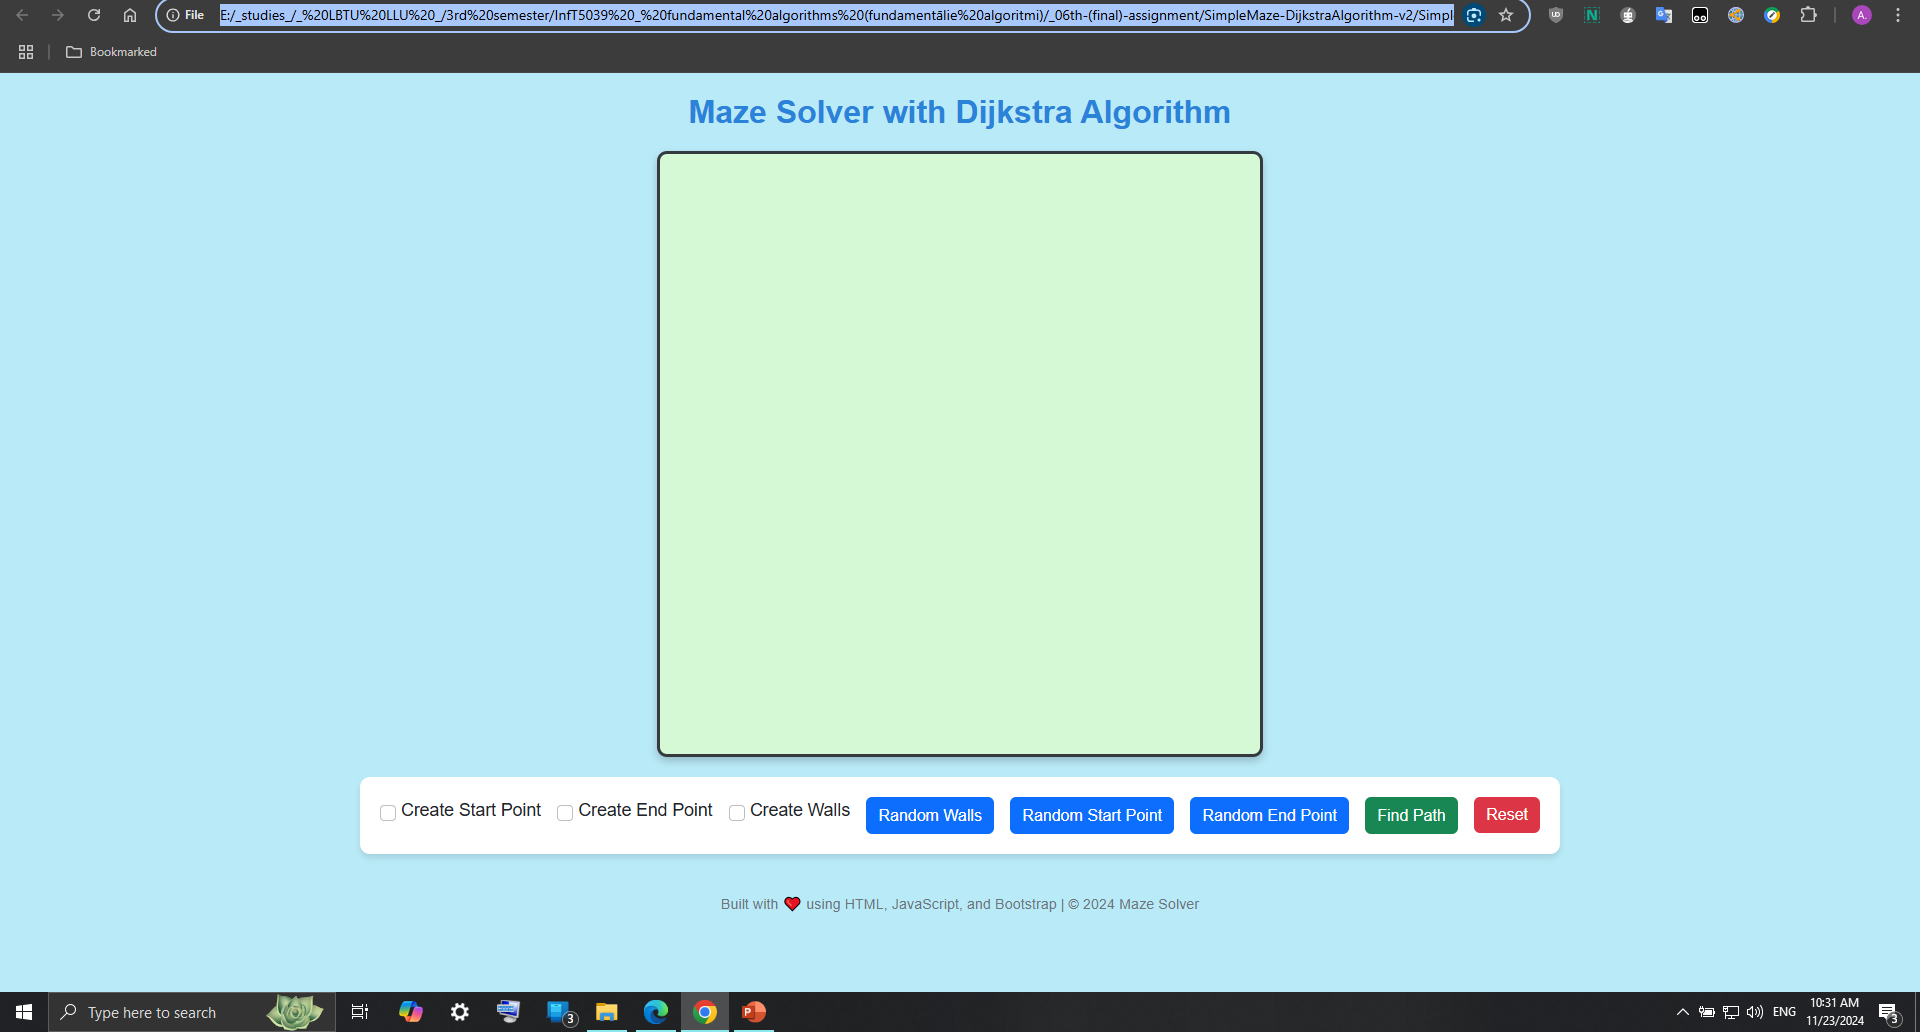 File E:/_studies_/_%20LBTU%20LLU%20_/3rd%20semester/InfT5039%20_%20fundamental%20algorithms%20(fundamentālie%20algoritmi)/_06th-(final)-assignment/SimpleMaze-DijkstraAlgorithm-v2/Simpl
A.
Bookmarked
Maze Solver with Dijkstra Algorithm
Create Start Point Create End Point Create Walls Random Walls Random Start Point Random End Point Find Path Reset
Built with ❤ using HTML, JavaScript, and Bootstrap | © 2024 Maze Solver
Type here to search
3
ENG
10:31 AM
11/23/2024
3